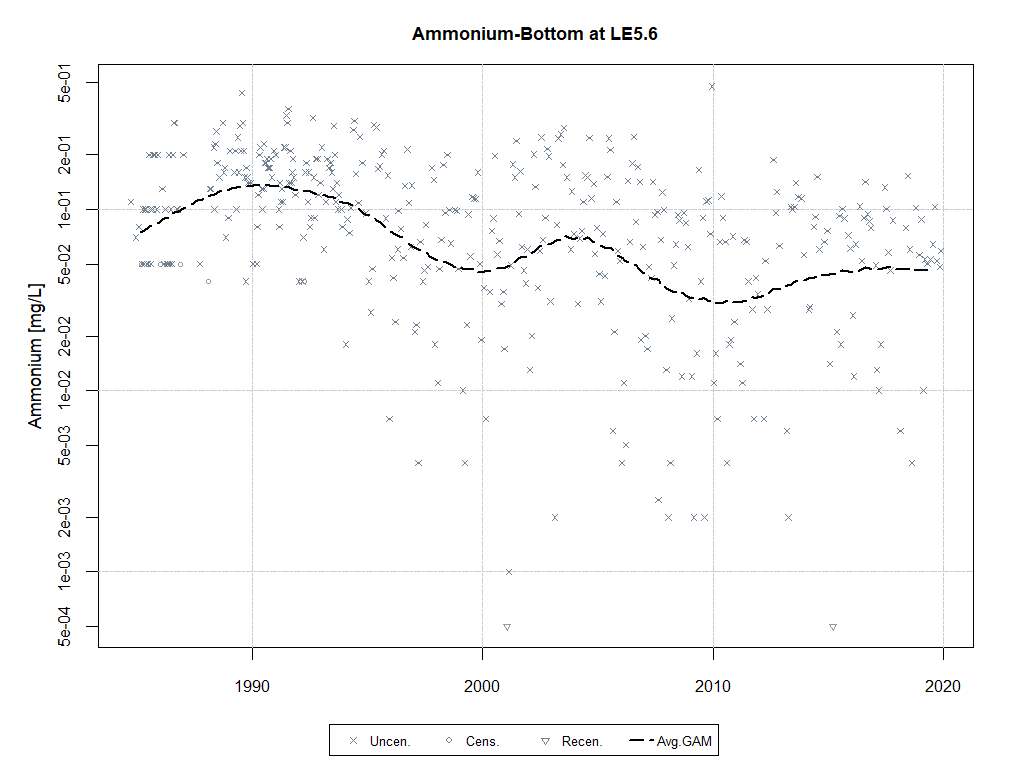 Ammonium-Bottom at LE5.6
Ammonium [mg/L]
5e-01
2e-01
1e-01
5e-02
2e-02
1e-02
5e-03
2e-03
1e-03
5e-04
1990 2000 2010 2020
Uncen. Cens. Recen. Avg.GAM